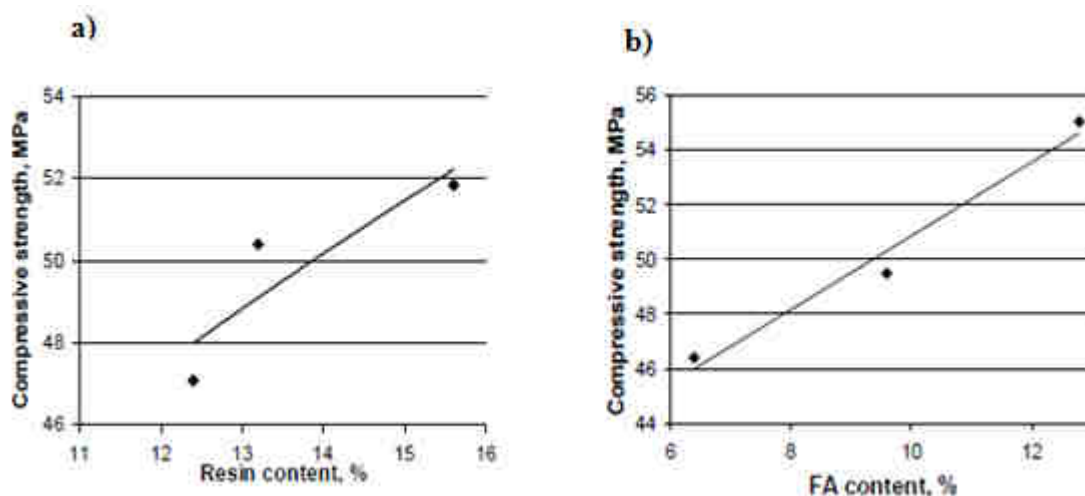 a)
Compressive strength, MPa
54
52
50
48
46
11 12 13 14 15 16
Resin content, %
b)
Compressive strength, MPa
56
54
52
50
48
46
44
6 8 10 12
FA content, %